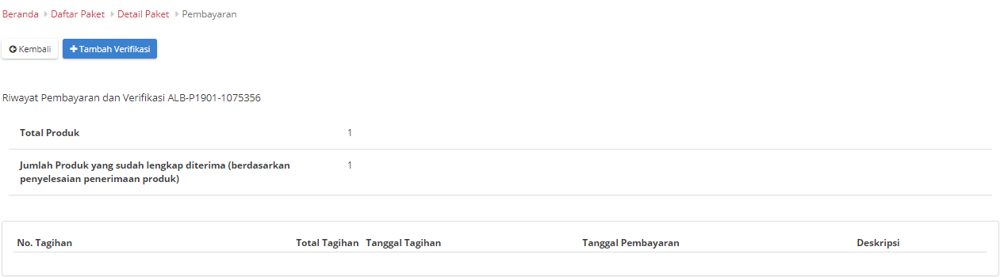 Beranda Daftar Paket Detail Paket Pembayaran
Kembali Tambah Verifikasi
Riwayat Pembayaran dan Verifikasi ALB-P1901-1075356
Total Produk 1
Jumlah Produk yang sudah lengkap diterima (berdasarkan 1
penyelesaian penerimaan produk)
No. Tagihan Total Tagihan Tanggal Tagihan Tanggal Pembayaran Deskripsi